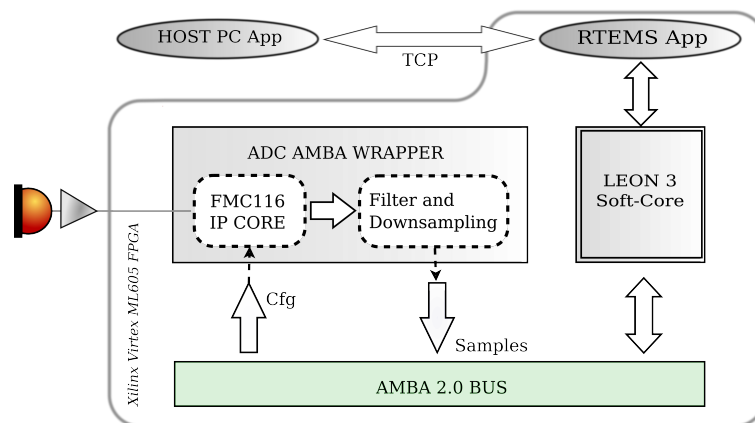 HOST PC App
RTEMS App
TCP
ADC AMBA WRAPPER
FMC116
IP CORE
Filter and
Downsampling
LEON 3
Soft-Core
Cfg
Samples
Xilinx Virtex ML605 FPGA
AMBA 2.0 BUS